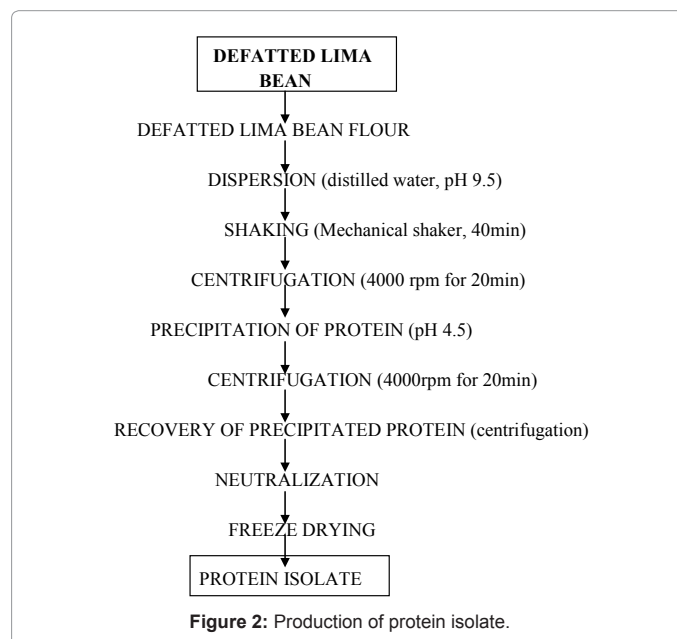 DEFATTED LIMA
BEAN
DEFATTED LIMA BEAN FLOUR
DISPERSION (distilled water, pH 9.5)
SHAKING (Mechanical shaker, 40min)
CENTRIFUGATION (4000 rpm for 20min)
PRECIPITATION OF PROTEIN (pH 4.5)
CENTRIFUGATION (4000rpm for 20min)
RECOVERY OF PRECIPITATED PROTEIN (centrifugation)
NEUTRALIZATION
FREEZE DRYING
PROTEIN ISOLATE
Figure 2: Production of protein isolate.